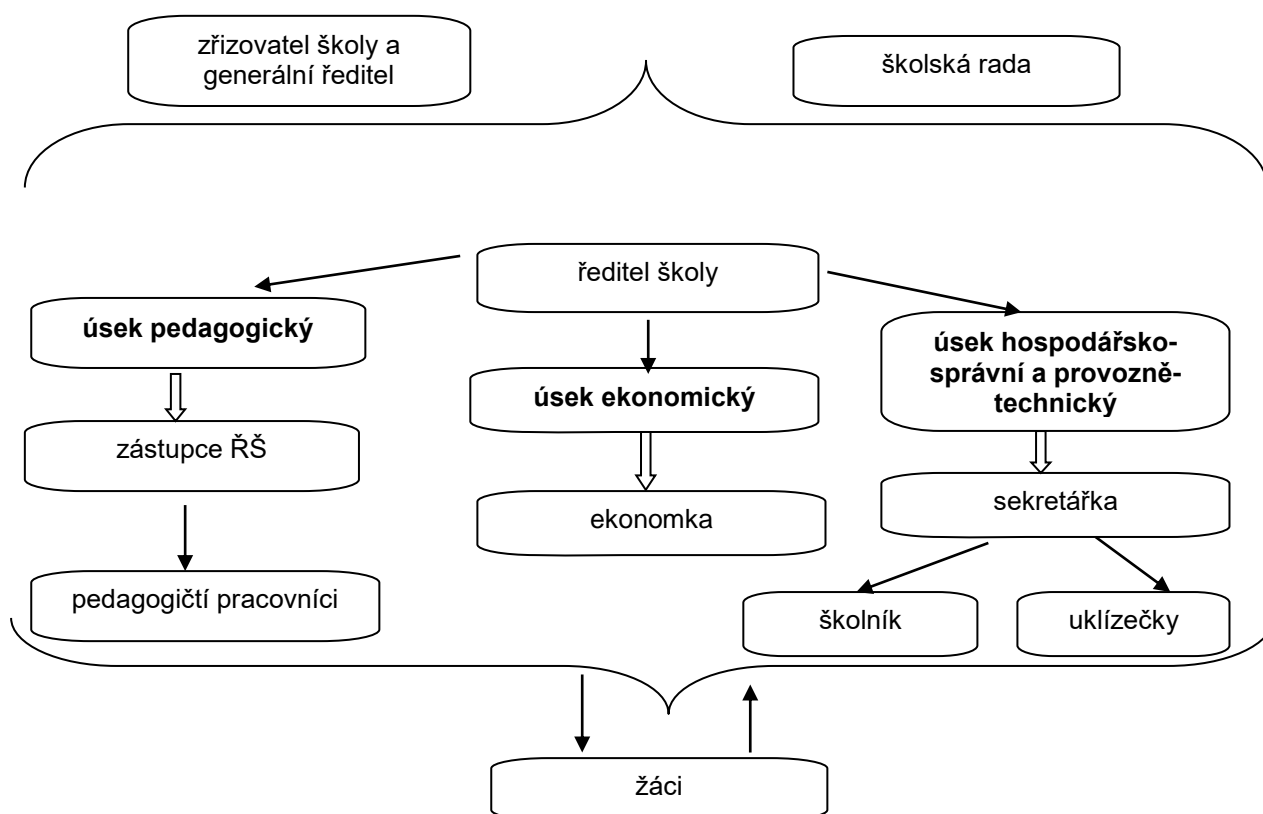 zřizovatel školy a
generální ředitel
školská rada
ředitel školy
úsek pedagogický
úsek ekonomický
úsek hospodářsko-
správní a provozně-
technický
zástupce ŘŠ
ekonomka
sekretářka
pedagogičtí pracovníci
školník
uklízečky
žáci